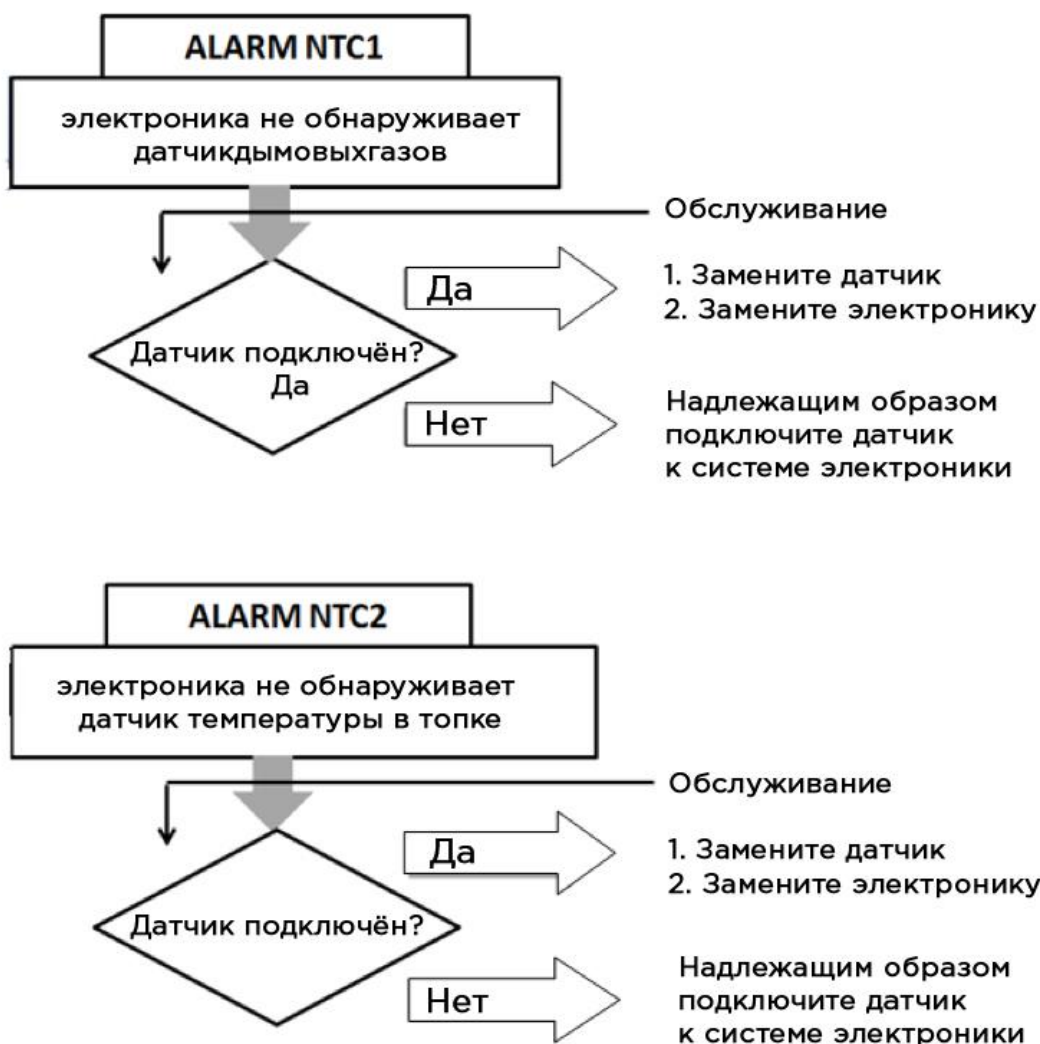 ALARM NTC1
электроника не обнаруживает
датчикдымовыхгазов
Обслуживание
Да
1. Замените датчик
2. Замените электронику
Датчик подключён?
Да
Нет
Надлежащим образом
подключите датчик
к системе электроники
ALARM NTC2
электроника не обнаруживает
датчик температуры в топке
Обслуживание
Да
1. Замените датчик
2. Замените электронику
Датчик подключён?
Нет
Надлежащим образом
подключите датчик
к системе электроники